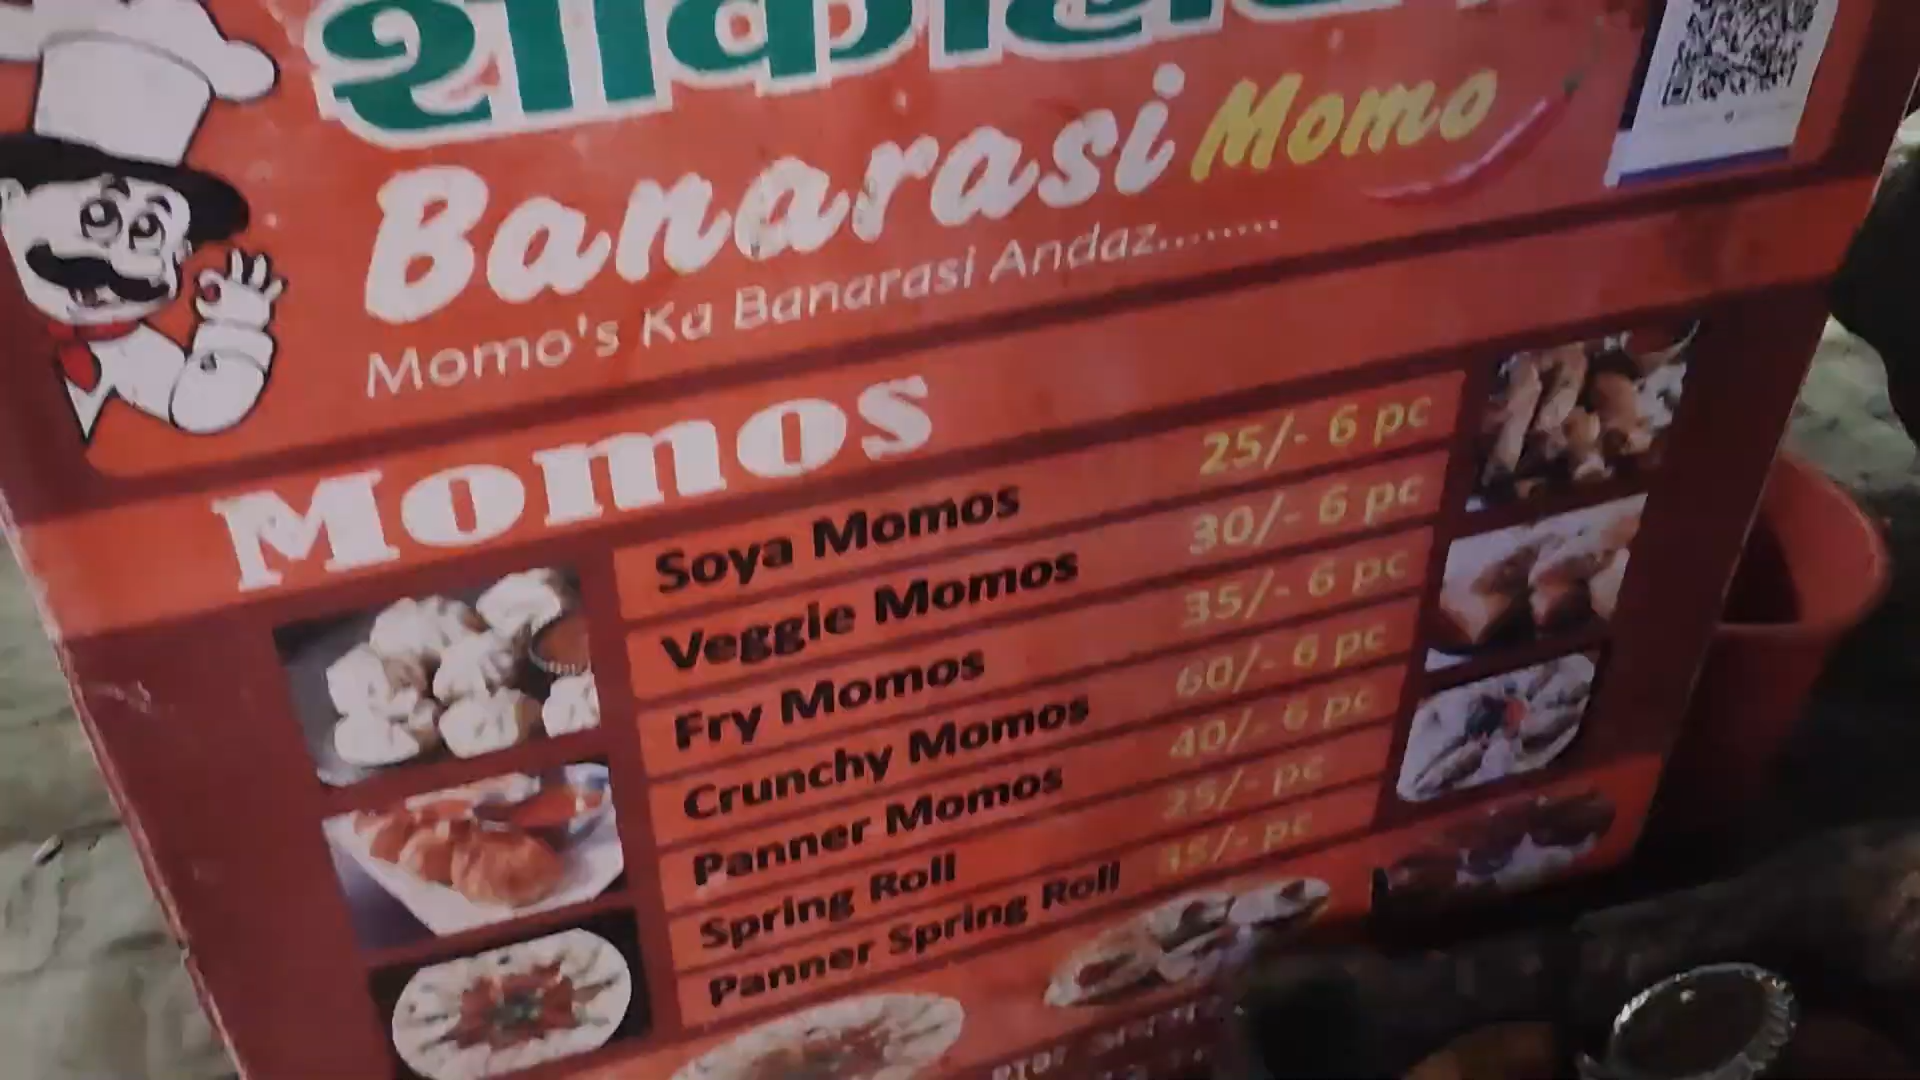 Banarasi Momo
Momo's Ka Banarasi Andaz........
Momos
Soya Momos 25/- 6 pc
Veggie Momos 30/- 6 pc
Fry Momos 35/- 6 pc
Crunchy Momos 60/- 6 pc
Panner Momos 40/- 6 pc
Spring Roll 25/- pc
Panner Spring Roll 45/- pc